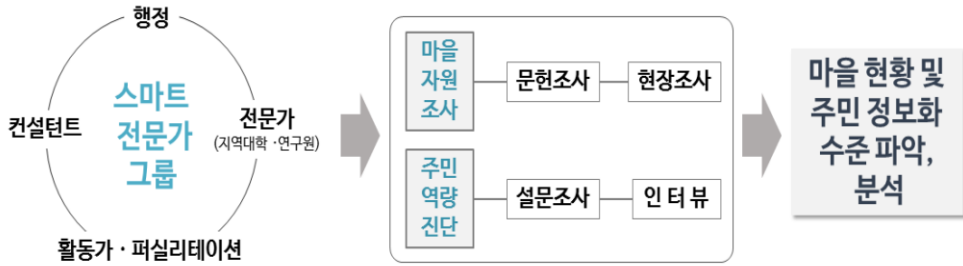 행정
컨설턴트
스마트
전문가
그룹
전문가
(지역대학 ·연구원)
활동가 · 퍼실리테이션
마을
자원
조사
문헌조사
현장조사
주민
역량
진단
설문조사
인 터 뷰
마을 현황 및
주민 정보화
수준 파악,
분석